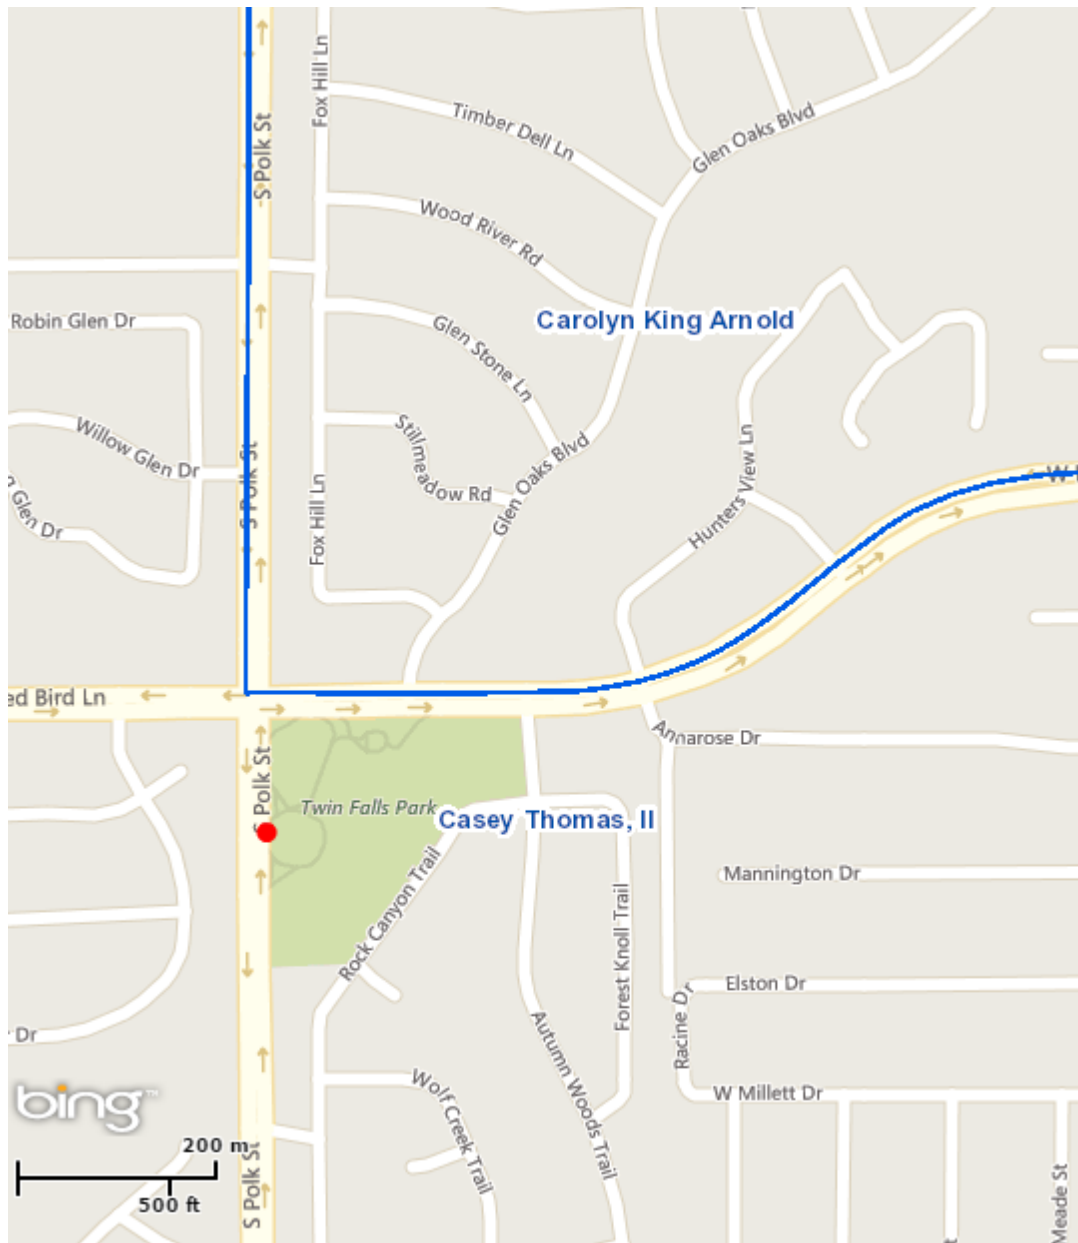 Fox Hill Ln
S Polk St
Timber Dell Ln
Glen Oaks Blvd
Wood River Rd
Robin Glen Dr
Carolyn King Arnold
Glen Stone Ln
Willow Glen Dr
Stillmeadow Rd
Glen Oaks Blvd
Hunters View Ln
S Polk St
Fox Hill Ln
Glen Dr
W
ed Bird Ln
Annarose Dr
S Polk St
Twin Falls Park
Casey Thomas, II
Mannington Dr
Rock Canyon Trail
Forest Knoll Trail
Elston Dr
Dr
Racine Dr
Autumn Woods Trail
Wolf Creek Trail
W Millett Dr
bing™
200 m
500 ft
S Polk St
Meade St